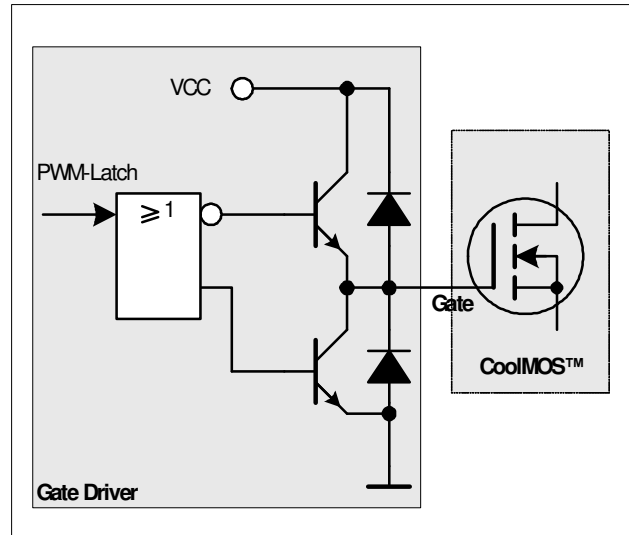 VCC
PWM-Latch
≥1
Gate
CoolMOS™
Gate Driver